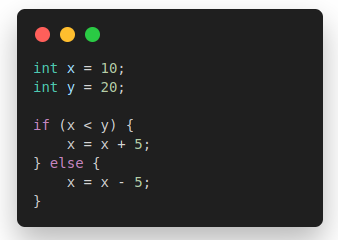 int x = 10;
int y = 20;

if (x < y) {
    x = x + 5;
} else {
    x = x - 5;
}